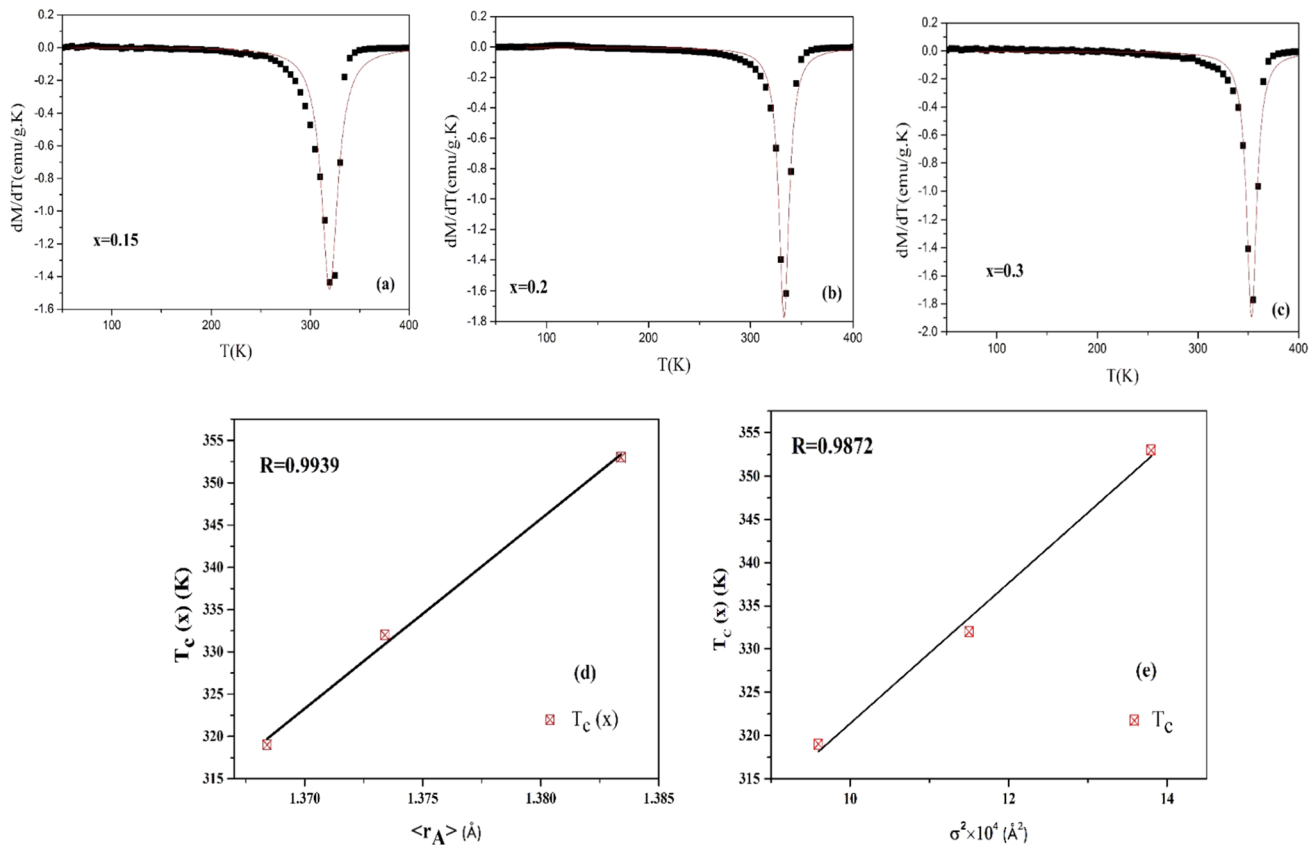 0.2
0.0
-0.2
-0.4
-0.6
-0.8
-1.0
-1.2
-1.4
-1.6
dM/dT(emu/g.K)
x=0.15
(a)
100 200 300 400
T(K)
0.2
0.0
-0.2
-0.4
-0.6
-0.8
-1.0
-1.2
-1.4
-1.6
-1.8
dM/dT(emu/g.K)
x=0.2
(b)
100 200 300 400
T(K)
0.2
0.0
-0.2
-0.4
-0.6
-0.8
-1.0
-1.2
-1.4
-1.6
-1.8
-2.0
dM/dT(emu/g.K)
x=0.3
(c)
100 200 300 400
T(K)
355
350
345
340
335
330
325
320
315
Tc (x) (K)
R=0.9939
(d)
Tc (x)
1.370 1.375 1.380 1.385
<rA> (Å)
355
350
345
340
335
330
325
320
315
Tc (x) (K)
R=0.9872
(e)
Tc
10 12 14
σ²×10⁴ (Å²)